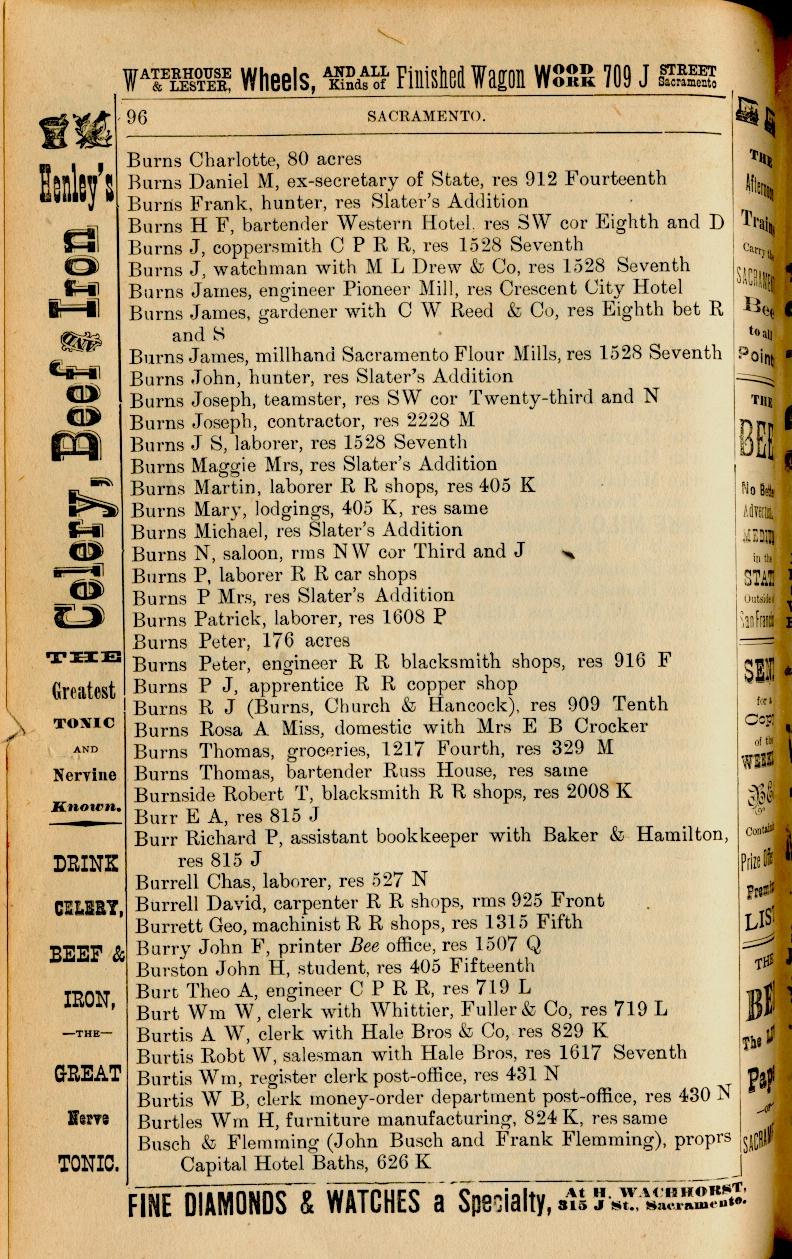 WATERHOUSE & LESTER, Wheels, AND ALL Kinds of Finished Wagon WOOD WORK 709 J STREET Sacramento
96 SACRAMENTO.
Henley's
Celery, Beef AND Iron
THE
Greatest
TONIC
AND
Nervine
Known.
DRINK
CELERY,
BEEF &
IRON,
—THE—
GREAT
Nerve
TONIC.
Burns Charlotte, 80 acres
Burns Daniel M, ex-secretary of State, res 912 Fourteenth
Burns Frank, hunter, res Slater's Addition
Burns H F, bartender Western Hotel. res SW cor Eighth and D
Burns J, coppersmith C P R R, res 1528 Seventh
Burns J, watchman with M L Drew & Co, res 1528 Seventh
Burns James, engineer Pioneer Mill, res Crescent City Hotel
Burns James, gardener with C W Reed & Co, res Eighth bet R
and S
Burns James, millhand Sacramento Flour Mills, res 1528 Seventh
Burns John, hunter, res Slater's Addition
Burns Joseph, teamster, res SW cor Twenty-third and N
Burns Joseph, contractor, res 2228 M
Burns J S, laborer, res 1528 Seventh
Burns Maggie Mrs, res Slater's Addition
Burns Martin, laborer R R shops, res 405 K
Burns Mary, lodgings, 405 K, res same
Burns Michael, res Slater's Addition
Burns N, saloon, rms NW cor Third and J
Burns P, laborer R R car shops
Burns P Mrs, res Slater's Addition
Burns Patrick, laborer, res 1608 P
Burns Peter, 176 acres
Burns Peter, engineer R R blacksmith shops, res 916 F
Burns P J, apprentice R R copper shop
Burns R J (Burns, Church & Hancock), res 909 Tenth
Burns Rosa A Miss, domestic with Mrs E B Crocker
Burns Thomas, groceries, 1217 Fourth, res 329 M
Burns Thomas, bartender Russ House, res same
Burnside Robert T, blacksmith R R shops, res 2008 K
Burr E A, res 815 J
Burr Richard P, assistant bookkeeper with Baker & Hamilton,
res 815 J
Burrell Chas, laborer, res 527 N
Burrell David, carpenter R R shops, rms 925 Front
Burrett Geo, machinist R R shops, res 1315 Fifth
Burry John F, printer Bee office, res 1507 Q
Burston John H, student, res 405 Fifteenth
Burt Theo A, engineer C P R R, res 719 L
Burt Wm W, clerk with Whittier, Fuller & Co, res 719 L
Burtis A W, clerk with Hale Bros & Co, res 829 K
Burtis Robt W, salesman with Hale Bros, res 1617 Seventh
Burtis Wm, register clerk post-office, res 431 N
Burtis W B, clerk money-order department post-office, res 430 N
Burtles Wm H, furniture manufacturing, 824 K, res same
Busch & Flemming (John Busch and Frank Flemming), proprs
Capital Hotel Baths, 626 K
THE
Afternoon
Train
Carry the
Bee
to all
Point
THE
BEE
in the
THE
FINE DIAMONDS & WATCHES a Specialty, At H. WACHHORST, 315 J St., Sacramento.